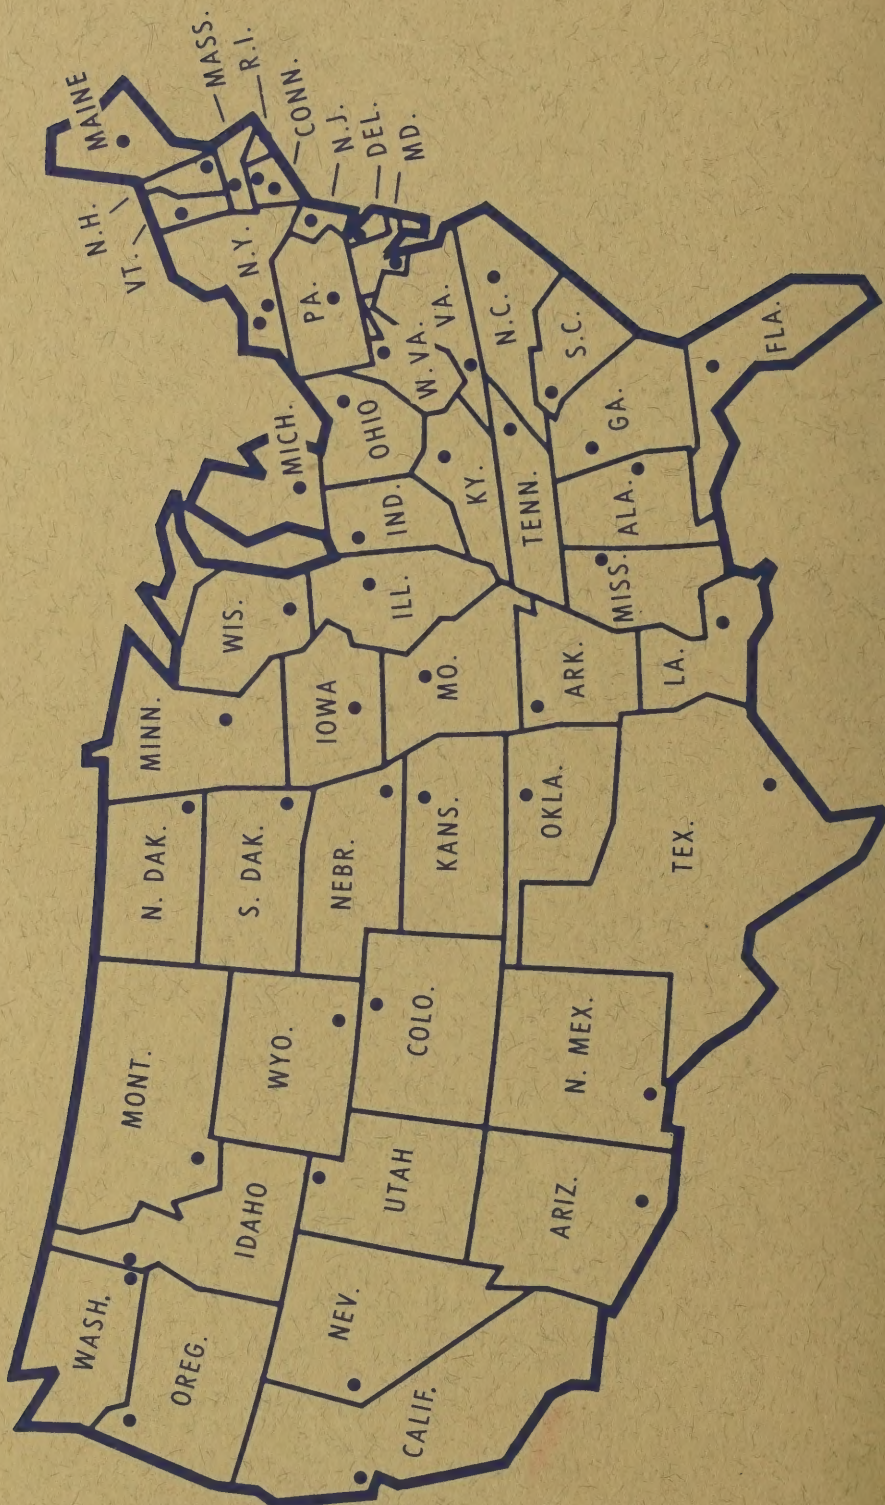 WASH.
OREG.
CALIF.
NEV.
IDAHO
MONT.
WYO.
UTAH
ARIZ.
COLO.
N. MEX.
N. DAK.
S. DAK.
NEBR.
KANS.
OKLA.
TEX.
MINN.
IOWA
MO.
ARK.
LA.
WIS.
ILL.
MISS.
MICH.
IND.
OHIO
KY.
TENN.
ALA.
GA.
FLA.
S.C.
N.C.
VA.
W. VA.
PA.
N.Y.
VT.
N.H.
MAINE
MASS.
R.I.
CONN.
N.J.
DEL.
MD.